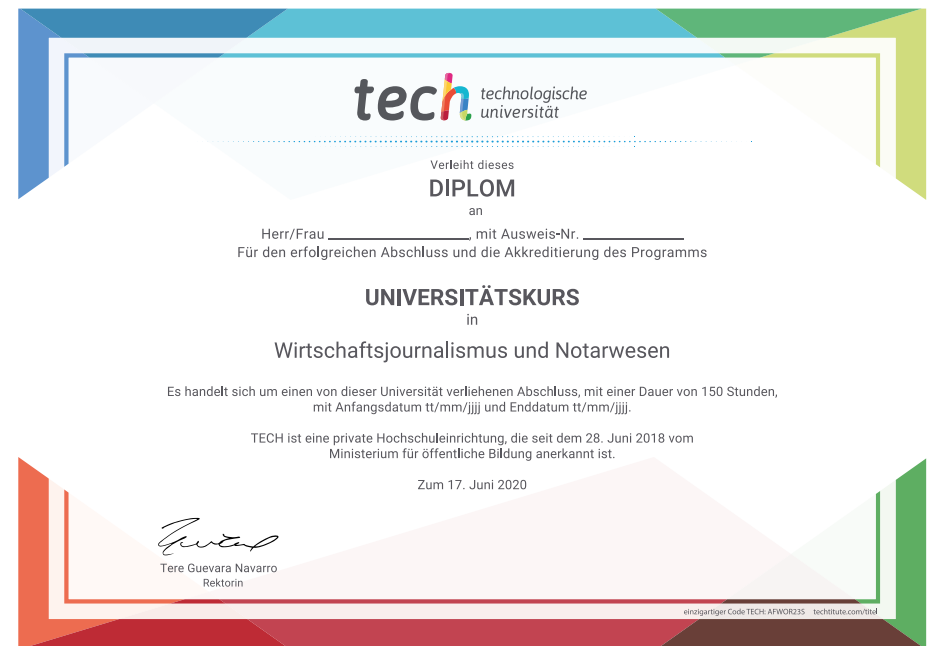 tech technologische
universität
Verleiht dieses
DIPLOM
an
Herr/Frau ____________________, mit Ausweis-Nr. ______________
Für den erfolgreichen Abschluss und die Akkreditierung des Programms
UNIVERSITÄTSKURS
in
Wirtschaftsjournalismus und Notarwesen
Es handelt sich um einen von dieser Universität verliehenen Abschluss, mit einer Dauer von 150 Stunden,
mit Anfangsdatum tt/mm/jjjj und Enddatum tt/mm/jjjj.
TECH ist eine private Hochschuleinrichtung, die seit dem 28. Juni 2018 vom
Ministerium für öffentliche Bildung anerkannt ist.
Zum 17. Juni 2020
Tere Guevara Navarro
Rektorin
einzigartiger Code TECH: AFWOR235 techtitute.com/titel